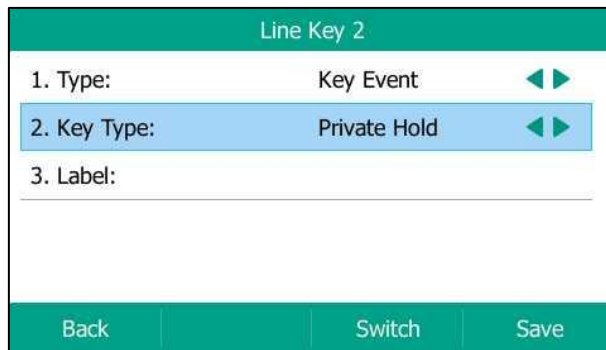 Line Key 2
1. Type: Key Event
2. Key Type: Private Hold
3. Label:
Back Switch Save